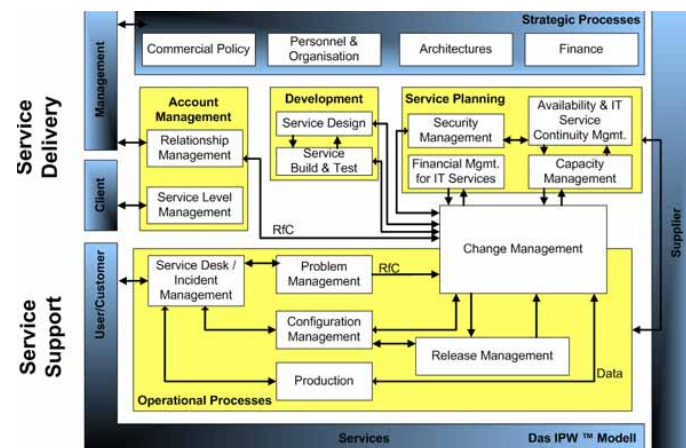 Strategic Processes
Commercial Policy
Personnel &
Organisation
Architectures
Finance
Management
Service
Delivery
Account
Management
Relationship
Management
Service Level
Management
Development
Service Design
Service
Build & Test
Service Planning
Security
Management
Availability & IT
Service
Continuity Mgmt.
Financial Mgmt.
for IT Services
Capacity
Management
Client
RfC
Change Management
Supplier
User/Customer
Service
Support
Service Desk /
Incident
Management
Problem
Management
RfC
Configuration
Management
Release Management
Production
Data
Operational Processes
Services
Das IPW ™ Modell